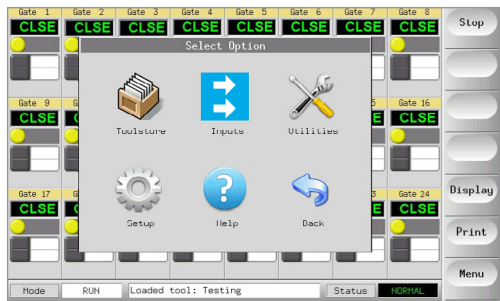 Gate 1 Gate 2 Gate 3 Gate 4 Gate 5 Gate 6 Gate 7 Gate 8
CLSE CLSE CLSE CLSE CLSE CLSE CLSE CLSE
Stop
Select Option
Gate 9 Gate 16
CLSE CLSE
Toolstore Inputs Utilities
Gate 17 Gate 24
CLSE CLSE
Display
Setup Help Back
Print
Menu
Mode RUN Loaded tool: Testing Status NORMAL